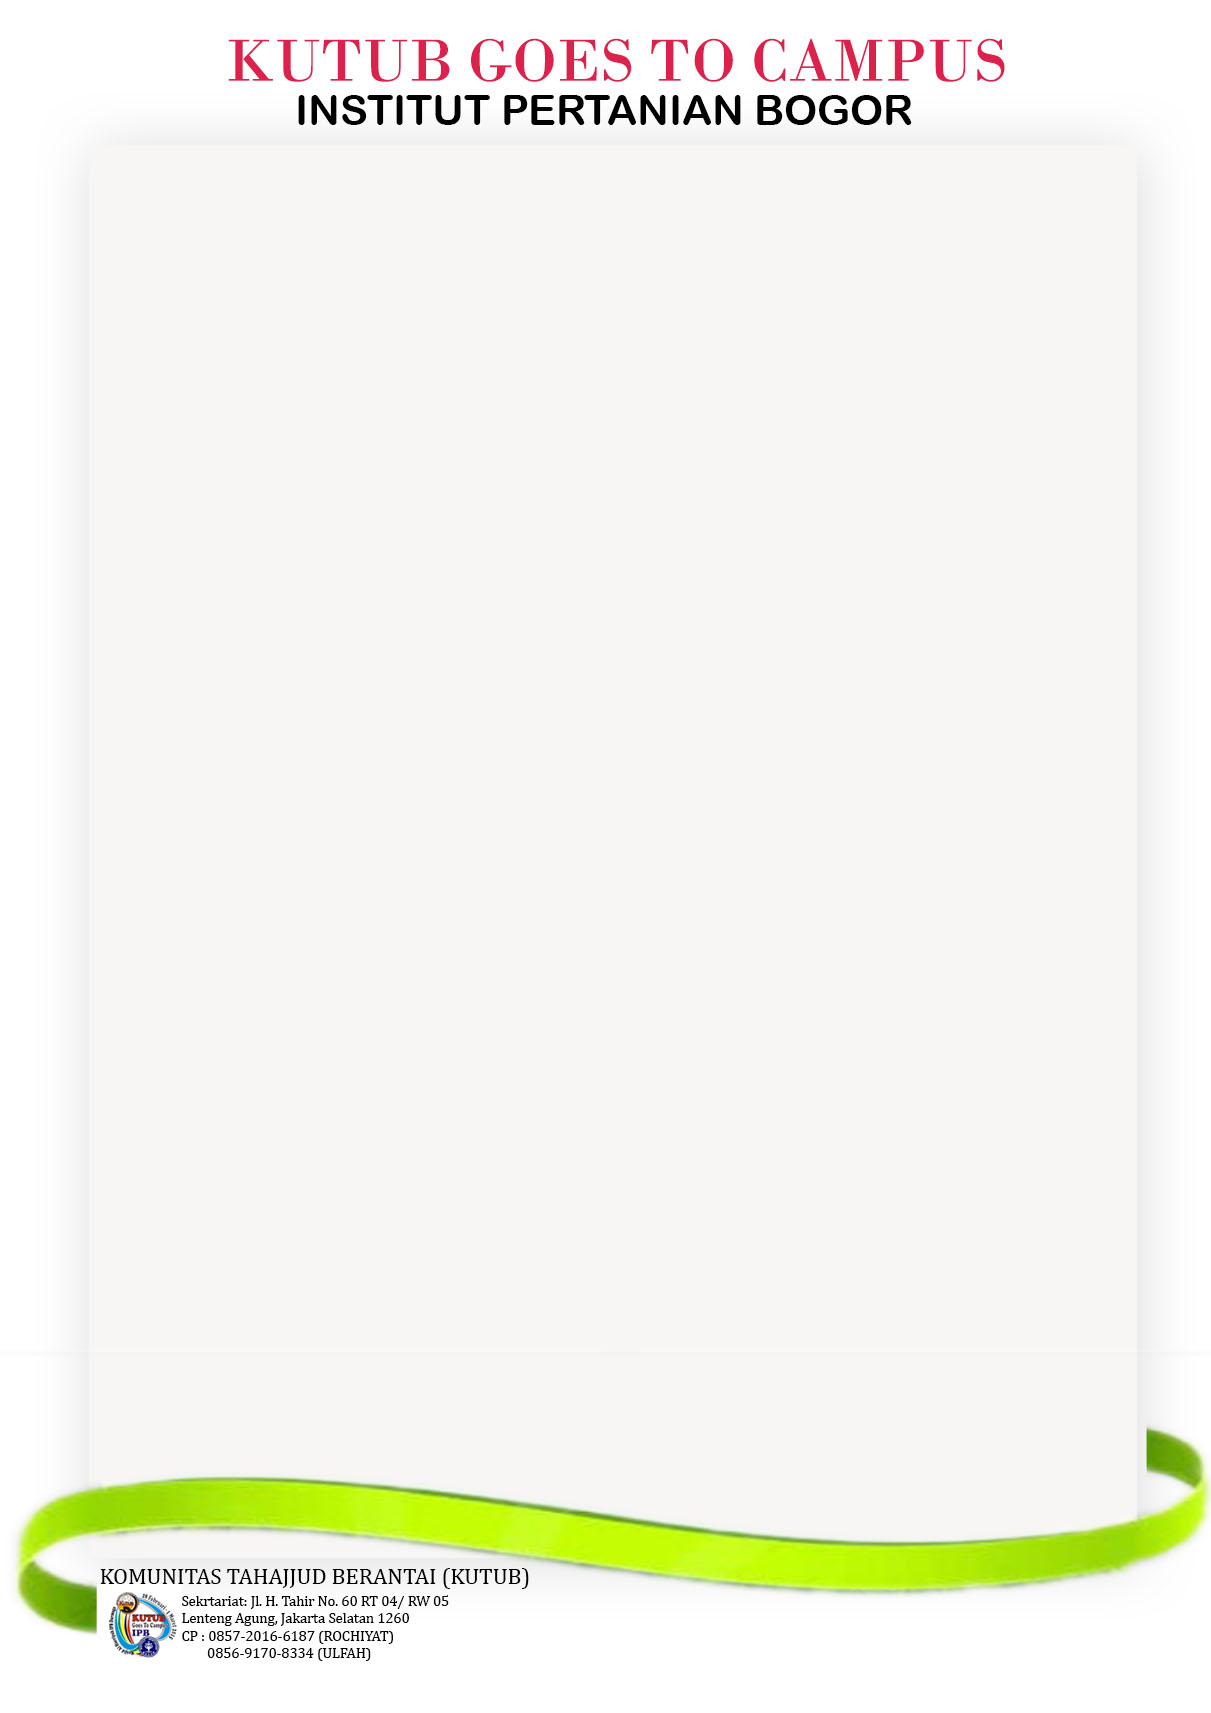 KUTUB GOES TO CAMPUS
INSTITUT PERTANIAN BOGOR
KOMUNITAS TAHAJJUD BERANTAI (KUTUB)
Sekrtariat: Jl. H. Tahir No. 60 RT 04/ RW 05
Lenteng Agung, Jakarta Selatan 1260
CP : 0857-2016-6187 (ROCHIYAT)
0856-9170-8334 (ULFAH)
KUTUB
Goes To Campus
IPB